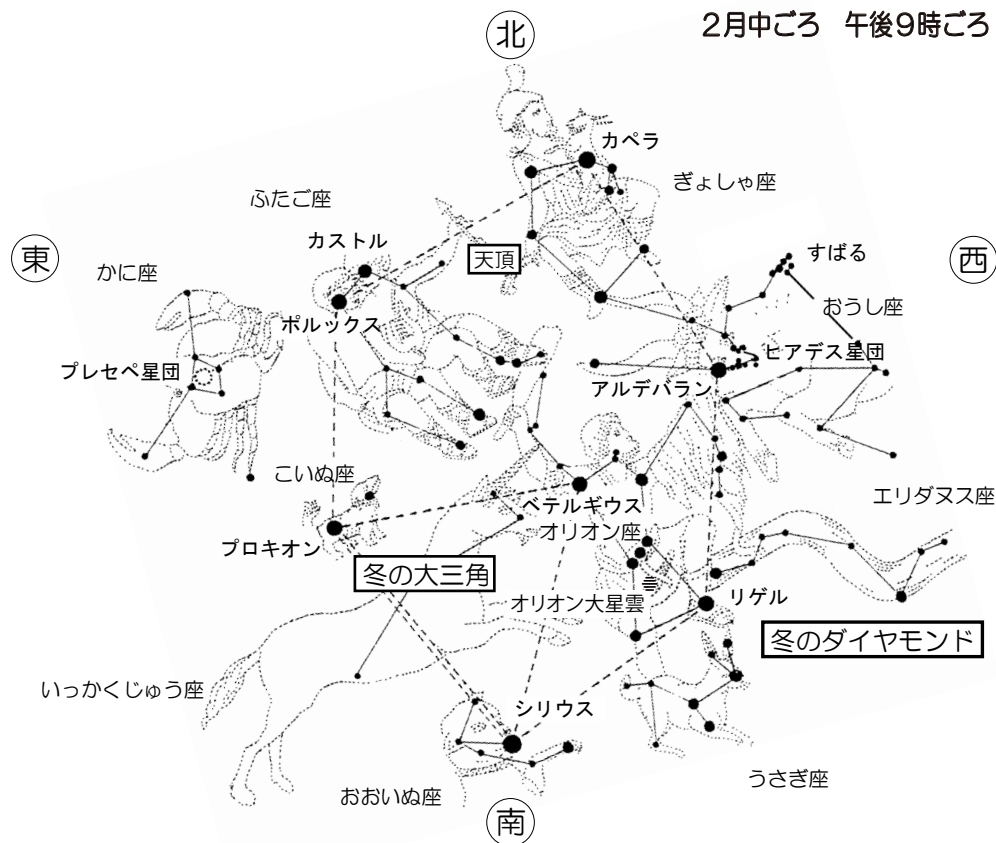 ２月中ごろ　午後９時ごろ
北
カペラ
ぎょしゃ座
ふたご座
カストル
天頂
すばる
東
西
かに座
おうし座
ポルックス
ヒアデス星団
プレセペ星団
アルデバラン
こいぬ座
エリダヌス座
ベテルギウス
オリオン座
プロキオン
冬の大三角
オリオン大星雲
リゲル
冬のダイヤモンド
いっかくじゅう座
シリウス
おおいぬ座
うさぎ座
南